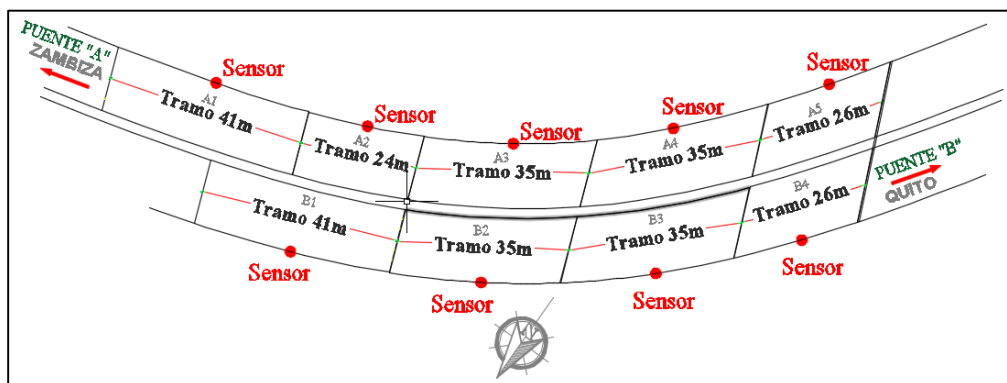 PUENTE "A"
ZAMBIZA
Sensor
A1
Tramo 41m
Sensor
A2
Tramo 24m
Sensor
A3
Tramo 35m
Sensor
A4
Tramo 35m
Sensor
A5
Tramo 26m
B1
Tramo 41m
Sensor
B2
Tramo 35m
Sensor
B3
Tramo 35m
Sensor
B4
Tramo 26m
Sensor
PUENTE "B"
QUITO